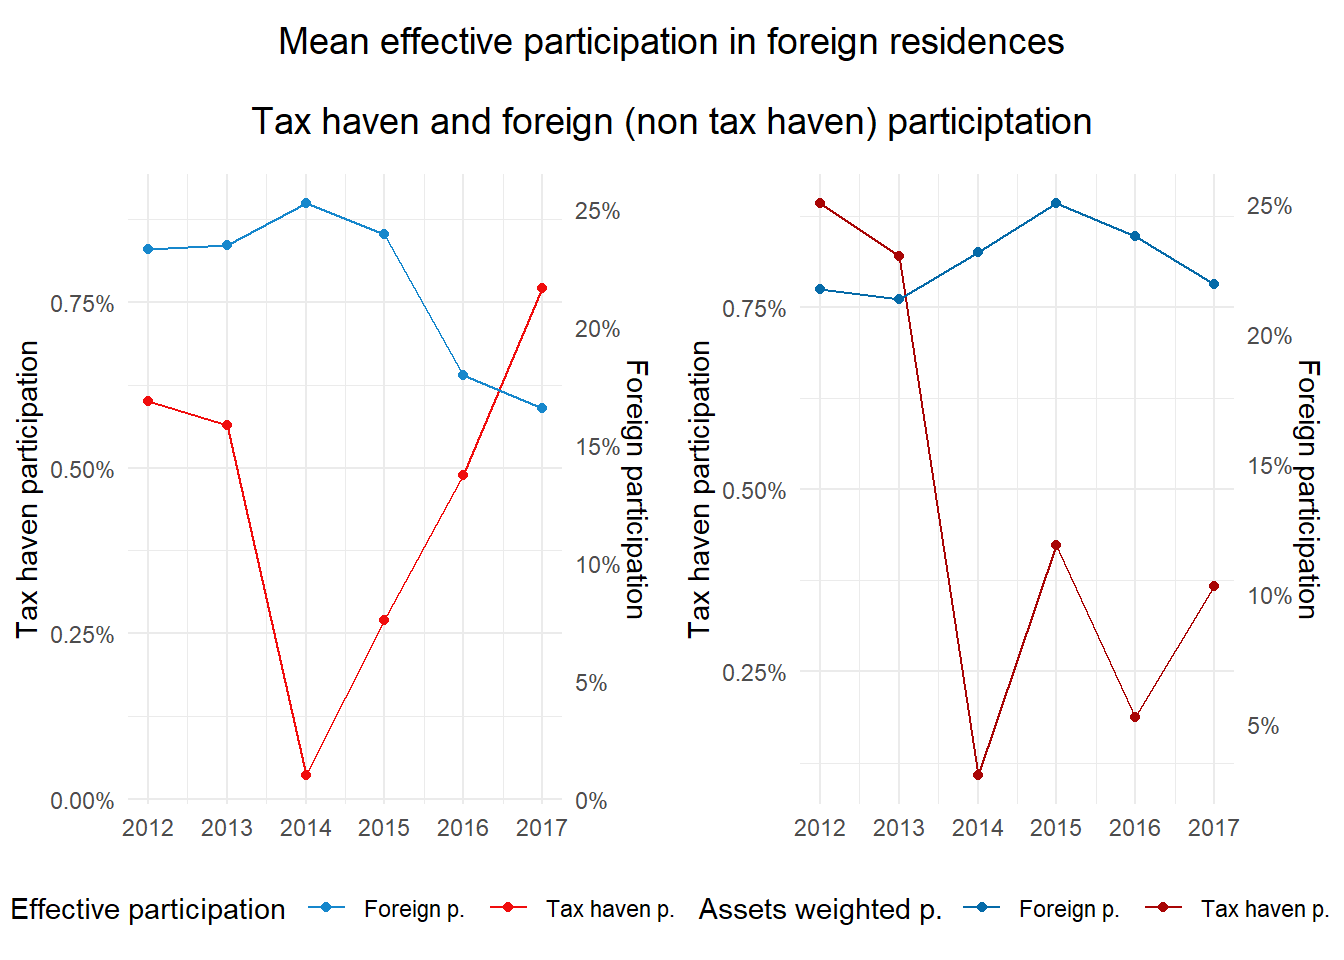 Mean effective participation in foreign residences
Tax haven and foreign (non tax haven) participtation
Tax haven participation
0.75%
0.50%
0.25%
0.00%
25%
20%
15%
10%
5%
0%
Foreign participation
2012 2013 2014 2015 2016 2017
Tax haven participation
0.75%
0.50%
0.25%
25%
20%
15%
10%
5%
Foreign participation
2012 2013 2014 2015 2016 2017
Effective participation Foreign p. Tax haven p.
Assets weighted p. Foreign p. Tax haven p.